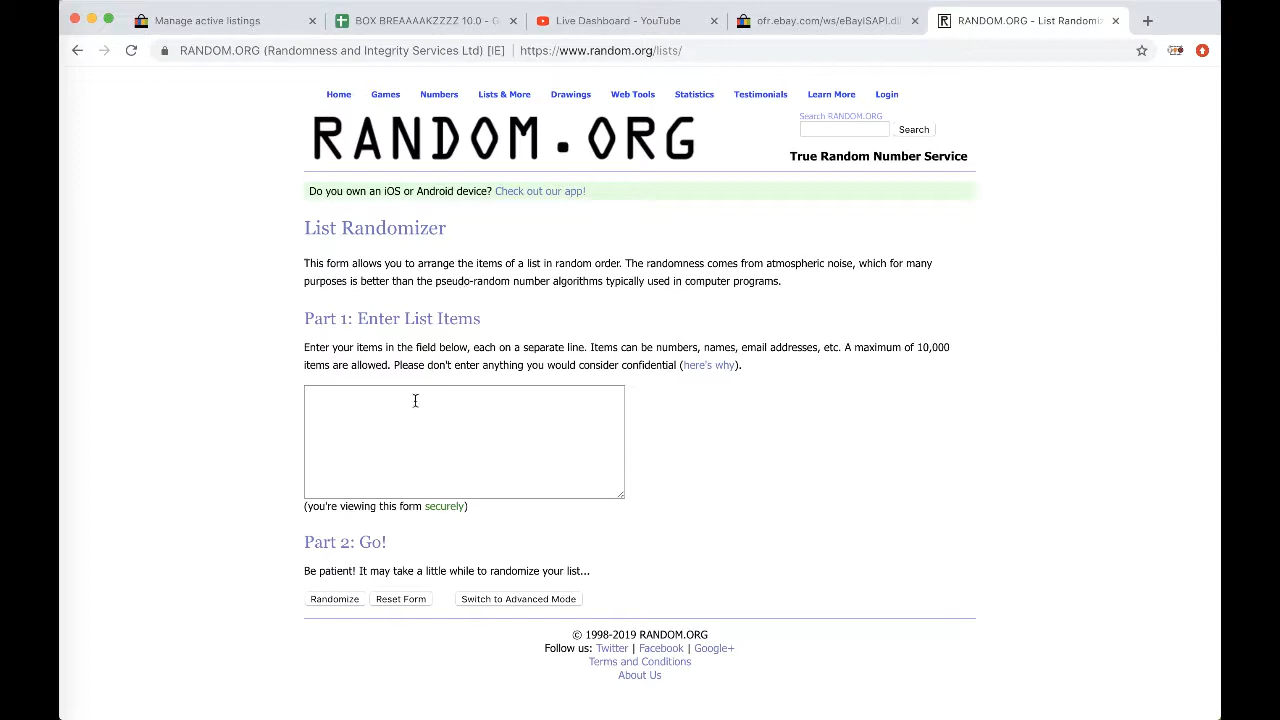 Manage active listings
BOX BREAAAAKZZZZ 10.0 - G
Live Dashboard - YouTube
ofr.ebay.com/ws/eBayISAPI.dll
RANDOM.ORG - List Randomiz
RANDOM.ORG (Randomness and Integrity Services Ltd) [IE] | https://www.random.org/lists/
Home Games Numbers Lists & More Drawings Web Tools Statistics Testimonials Learn More Login
RANDOM.ORG
Search RANDOM.ORG
Search
True Random Number Service
Do you own an iOS or Android device? Check out our app!
List Randomizer
This form allows you to arrange the items of a list in random order. The randomness comes from atmospheric noise, which for many
purposes is better than the pseudo-random number algorithms typically used in computer programs.
Part 1: Enter List Items
Enter your items in the field below, each on a separate line. Items can be numbers, names, email addresses, etc. A maximum of 10,000
items are allowed. Please don't enter anything you would consider confidential (here's why).
(you're viewing this form securely)
Part 2: Go!
Be patient! It may take a little while to randomize your list...
Randomize Reset Form Switch to Advanced Mode
© 1998-2019 RANDOM.ORG
Follow us: Twitter | Facebook | Google+
Terms and Conditions
About Us